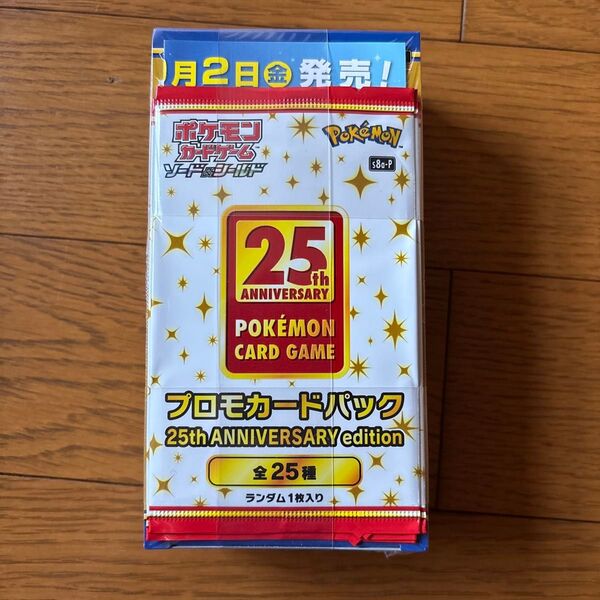 月2日㊎発売！
ポケモン
カードゲーム
ソード&シールド
Pokémon
s8a-P
25th
ANNIVERSARY
POKÉMON
CARD GAME
プロモカードパック
25th ANNIVERSARY edition
全25種
ランダム1枚入り